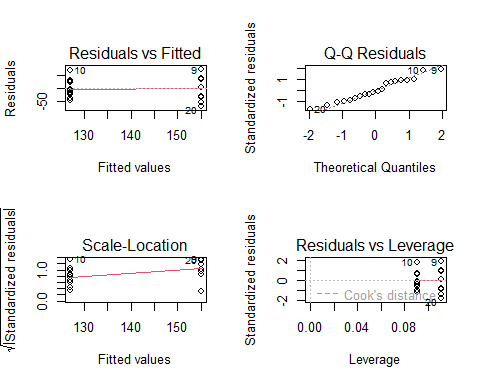 Residuals vs Fitted
Residuals
-50
10
9
20
130 140 150
Fitted values
Q-Q Residuals
Standardized residuals
-1 1
10
9
20
-2 -1 0 1 2
Theoretical Quantiles
Scale-Location
√|Standardized residuals|
0.0 1.0
10
9
130 140 150
Fitted values
Residuals vs Leverage
Standardized residuals
-2 0 2
10
9
20
Cook's distance
0.00 0.04 0.08
Leverage